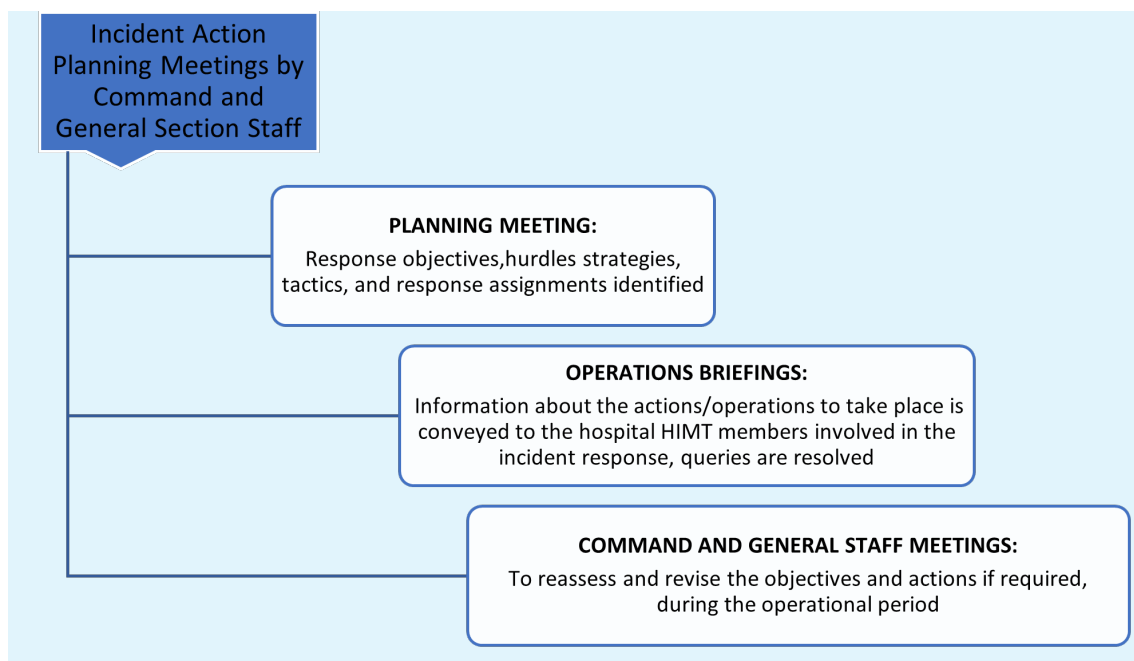 Incident Action
Planning Meetings by
Command and
General Section Staff
PLANNING MEETING:
Response objectives,hurdles strategies,
tactics, and response assignments identified
OPERATIONS BRIEFINGS:
Information about the actions/operations to take place is
conveyed to the hospital HIMT members involved in the
incident response, queries are resolved
COMMAND AND GENERAL STAFF MEETINGS:
To reassess and revise the objectives and actions if required,
during the operational period